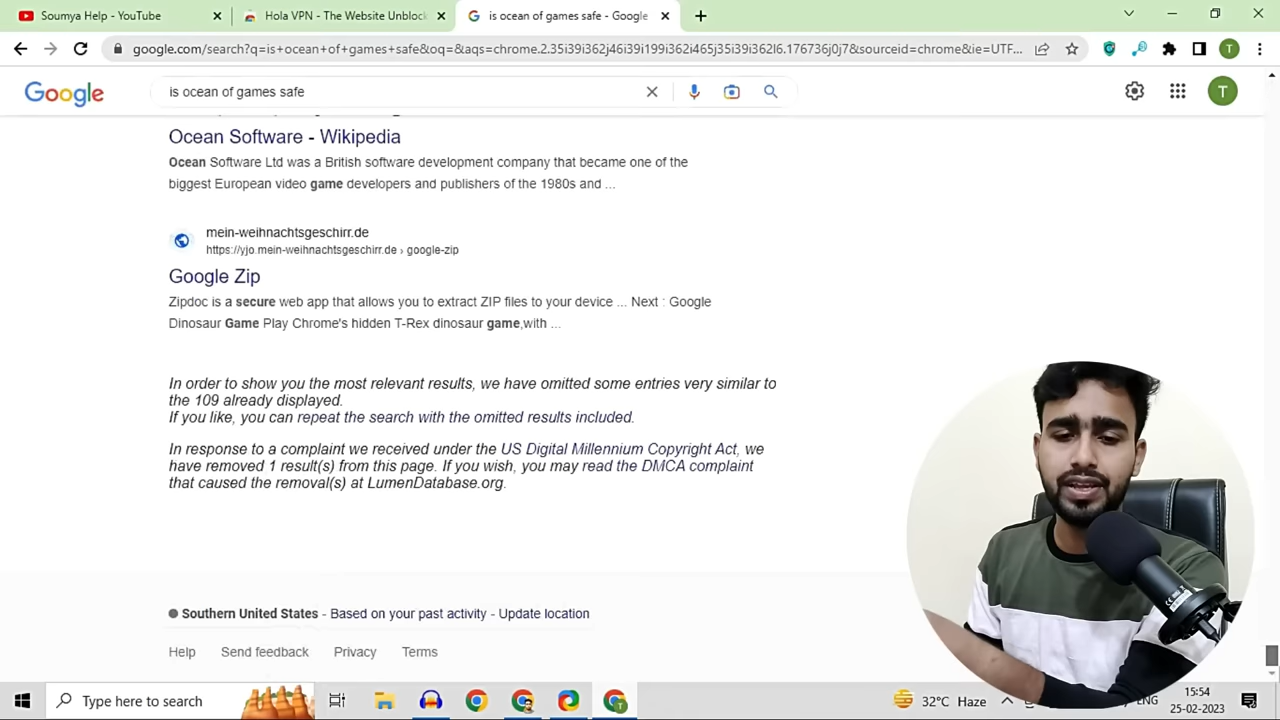 Soumya Help - YouTube
Hola VPN - The Website Unblock
is ocean of games safe - Google
google.com/search?q=is+ocean+of+games+safe&oq=&aqs=chrome.2.35i39i362j46i39i199i362i465j35i39i362l6.176736j0j7&sourceid=chrome&ie=UTF...
T
Google
is ocean of games safe
T
Ocean Software - Wikipedia
Ocean Software Ltd was a British software development company that became one of the
biggest European video game developers and publishers of the 1980s and ...
mein-weihnachtsgeschirr.de
https://yjo.mein-weihnachtsgeschirr.de › google-zip
Google Zip
Zipdoc is a secure web app that allows you to extract ZIP files to your device ... Next : Google
Dinosaur Game Play Chrome's hidden T-Rex dinosaur game,with ...
In order to show you the most relevant results, we have omitted some entries very similar to
the 109 already displayed.
If you like, you can repeat the search with the omitted results included.
In response to a complaint we received under the US Digital Millennium Copyright Act, we
have removed 1 result(s) from this page. If you wish, you may read the DMCA complaint
that caused the removal(s) at LumenDatabase.org.
Southern United States - Based on your past activity - Update location
Help Send feedback Privacy Terms
Type here to search
32°C Haze
ENG
15:54
25-02-2023